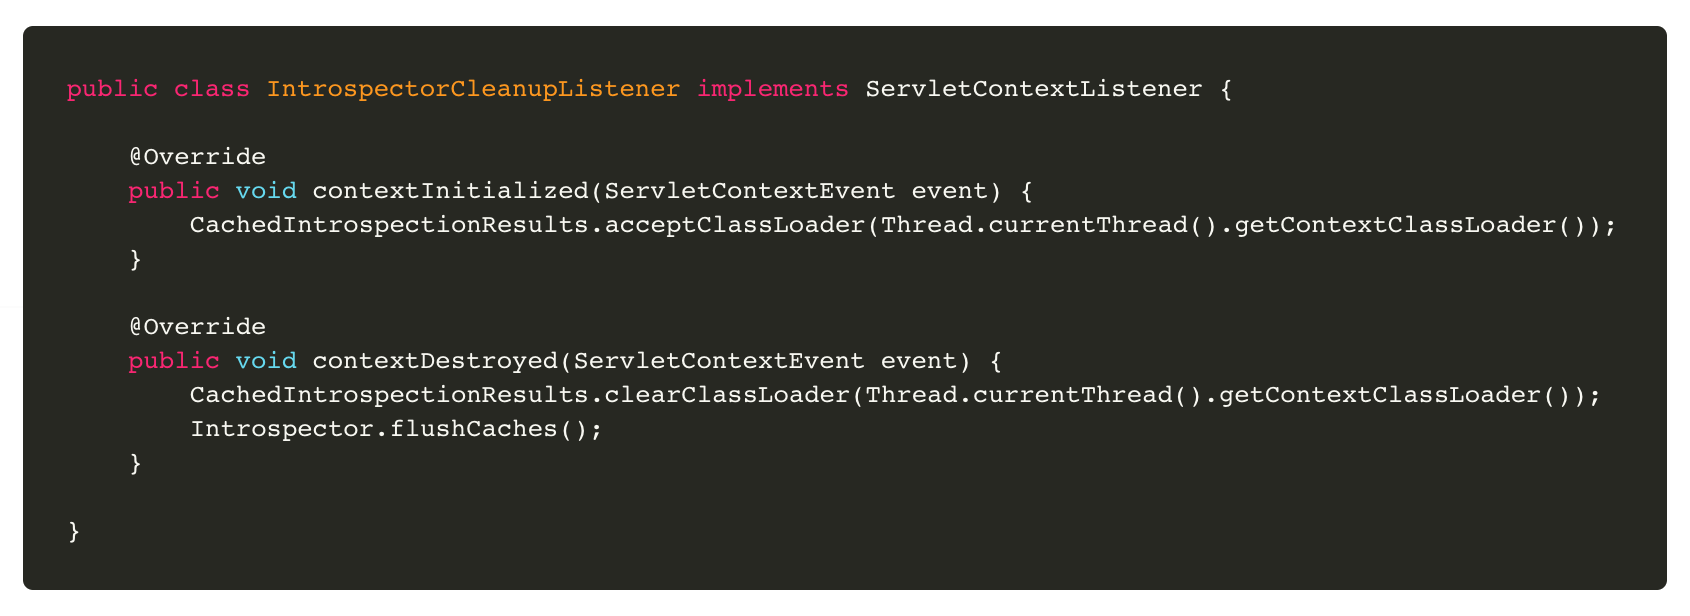 public class IntrospectorCleanupListener implements ServletContextListener {
    @Override
    public void contextInitialized(ServletContextEvent event) {
        CachedIntrospectionResults.acceptClassLoader(Thread.currentThread().getContextClassLoader());
    }
    @Override
    public void contextDestroyed(ServletContextEvent event) {
        CachedIntrospectionResults.clearClassLoader(Thread.currentThread().getContextClassLoader());
        Introspector.flushCaches();
    }
}